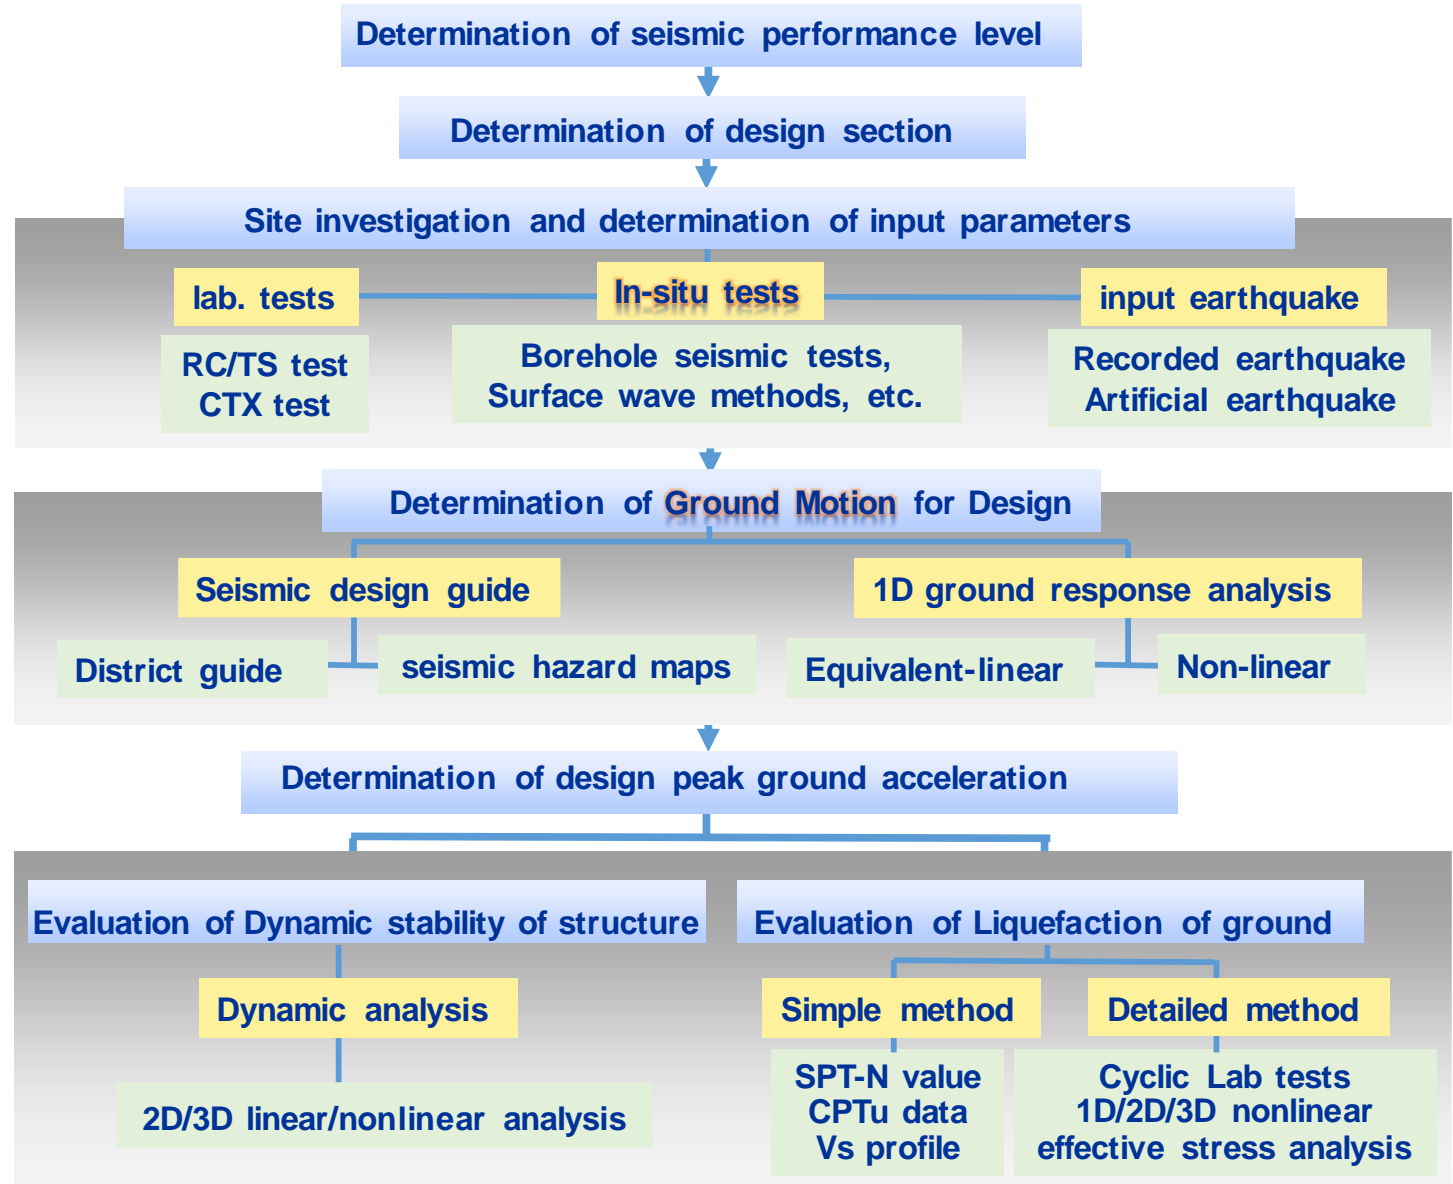 Determination of seismic performance level
Determination of design section
Site investigation and determination of input parameters
lab. tests
In-situ tests
input earthquake
RC/TS test
CTX test
Borehole seismic tests,
Surface wave methods, etc.
Recorded earthquake
Artificial earthquake
Determination of Ground Motion for Design
Seismic design guide
1D ground response analysis
District guide
seismic hazard maps
Equivalent-linear
Non-linear
Determination of design peak ground acceleration
Evaluation of Dynamic stability of structure
Evaluation of Liquefaction of ground
Dynamic analysis
Simple method
Detailed method
2D/3D linear/nonlinear analysis
SPT-N value
CPTu data
Vs profile
Cyclic Lab tests
1D/2D/3D nonlinear
effective stress analysis